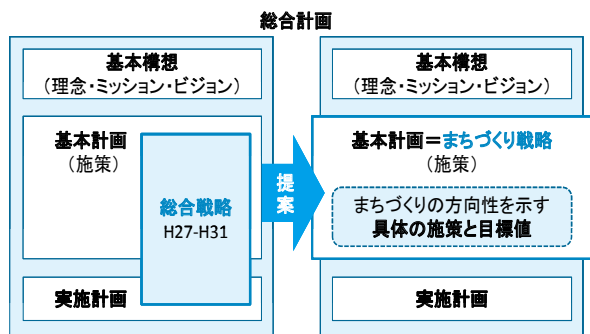 総合計画
基本構想
（理念・ミッション・ビジョン）
基本計画
（施策）
総合戦略
H27-H31
実施計画
提案
基本構想
（理念・ミッション・ビジョン）
基本計画＝まちづくり戦略
（施策）
まちづくりの方向性を示す
具体の施策と目標値
実施計画